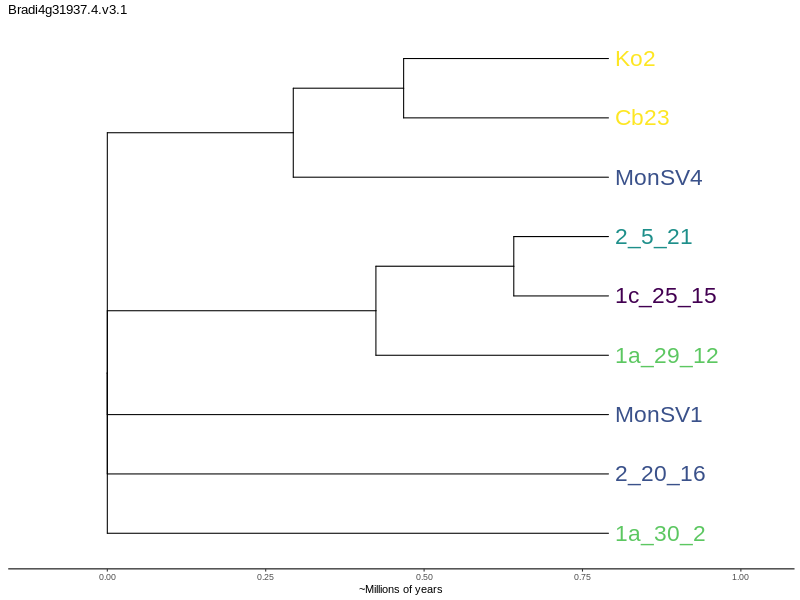 Bradi4g31937.4.v3.1
Ko2
Cb23
MonSV4
2_5_21
1c_25_15
1a_29_12
MonSV1
2_20_16
1a_30_2
0.00 0.25 0.50 0.75 1.00
~Millions of years